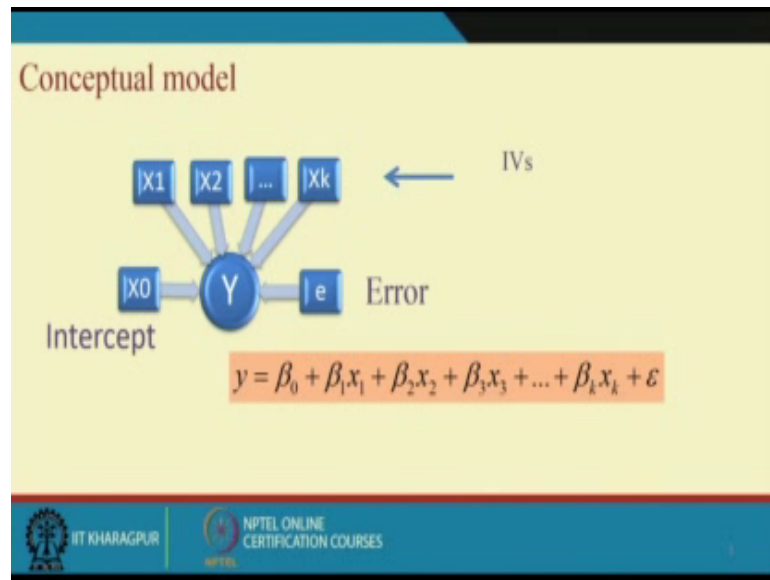 Conceptual model
|X1 |X2 |... |Xk
IVs
|X0 Y | e Error
Intercept
y = β₀ + β₁x₁ + β₂x₂ + β₃x₃ + ... + βₖxₖ + ε
IIT KHARAGPUR
NPTEL ONLINE
CERTIFICATION COURSES
NPTEL